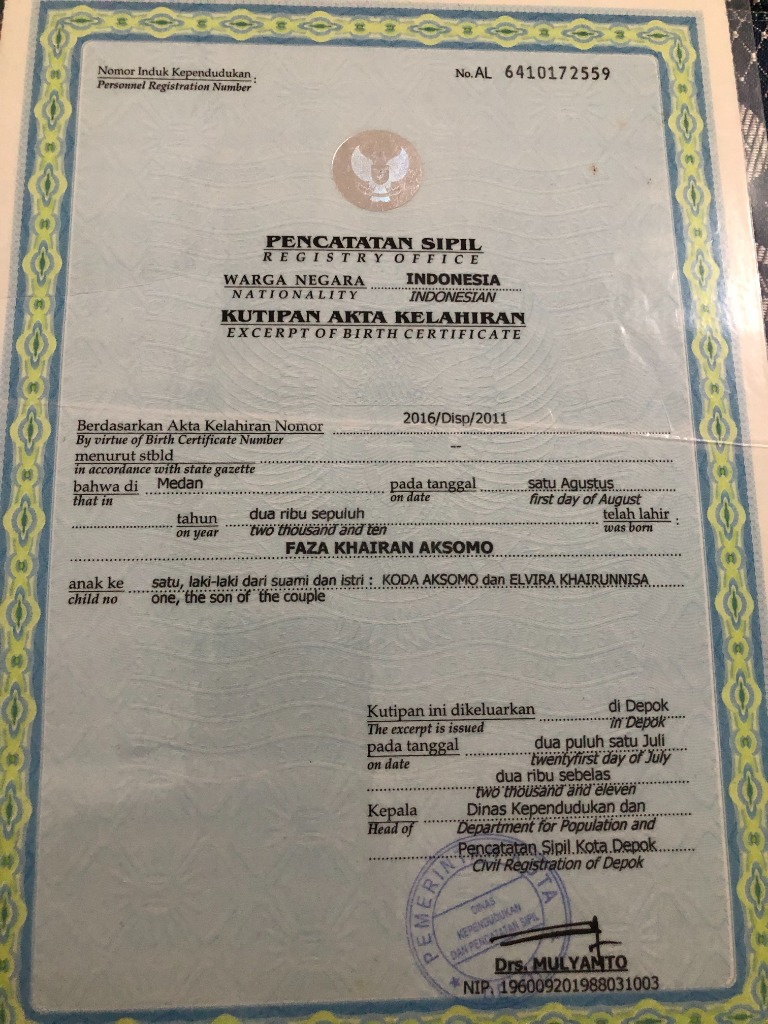 Nomor Induk Kependudukan :
Personnel Registration Number
No. AL 6410172559
PENCATATAN SIPIL
REGISTRY OFFICE
WARGA NEGARA INDONESIA
NATIONALITY INDONESIAN
KUTIPAN AKTA KELAHIRAN
EXCERPT OF BIRTH CERTIFICATE
Berdasarkan Akta Kelahiran Nomor 2016/Disp/2011
By virtue of Birth Certificate Number
menurut stbld --
in accordance with state gazette
bahwa di Medan pada tanggal satu Agustus
that in on date first day of August
tahun dua ribu sepuluh telah lahir :
on year two thousand and ten was born
FAZA KHAIRAN AKSOMO
anak ke satu, laki-laki dari suami dan istri : KODA AKSOMO dan ELVIRA KHAIRUNNISA
child no one, the son of the couple
Kutipan ini dikeluarkan di Depok
The excerpt is issued in Depok
pada tanggal dua puluh satu Juli
on date twentyfirst day of July
dua ribu sebelas
two thousand and eleven
Kepala Dinas Kependudukan dan
Head of Department for Population and
Pencatatan Sipil Kota Depok
Civil Registration of Depok
DINAS
KEPENDUDUKAN
DAN PENCATATAN SIPIL
Drs. MULYANTO
NIP. 196009201988031003